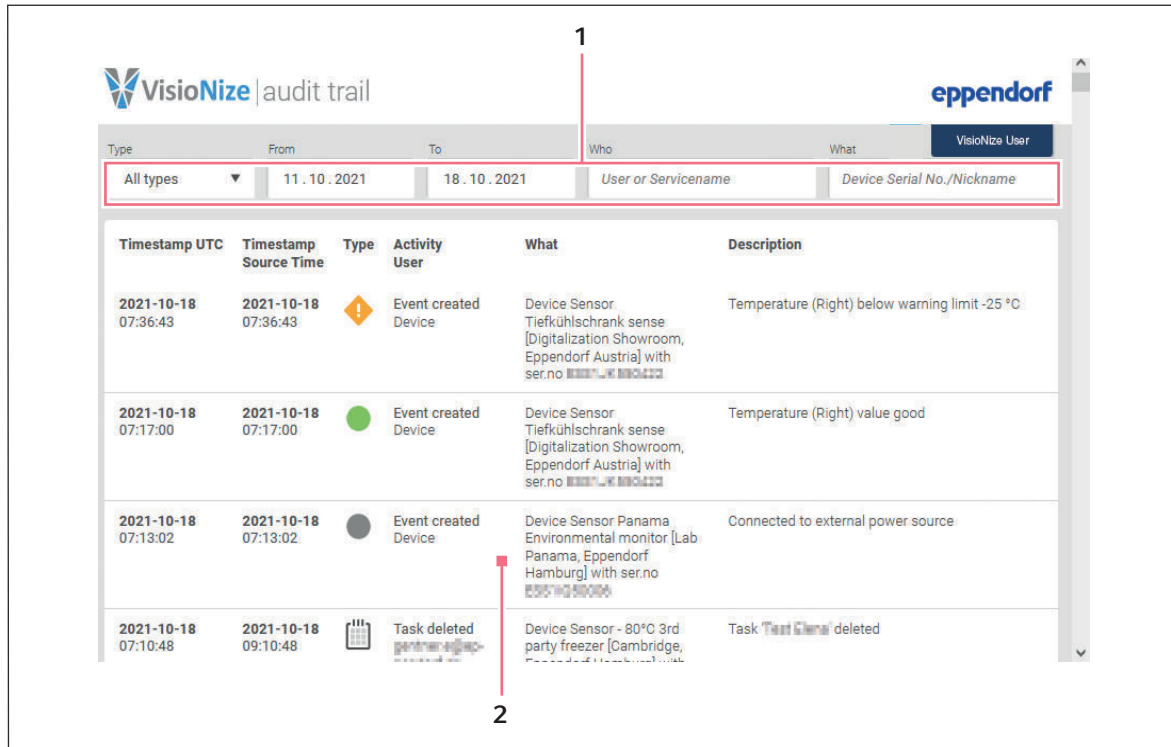 1
VisioNize | audit trail
eppendorf
VisioNize User
Type From To Who What
All types 11.10.2021 18.10.2021 User or Servicename Device Serial No./Nickname
Timestamp UTC Timestamp Source Time Type Activity User What Description
2021-10-18 2021-10-18 Event created Device Sensor Temperature (Right) below warning limit -25 °C
07:36:43 07:36:43 Device Tiefkühlschrank sense
[Digitalization Showroom,
Eppendorf Austria] with
ser.no
2021-10-18 2021-10-18 Event created Device Sensor Temperature (Right) value good
07:17:00 07:17:00 Device Tiefkühlschrank sense
[Digitalization Showroom,
Eppendorf Austria] with
ser.no
2021-10-18 2021-10-18 Event created Device Sensor Panama Connected to external power source
07:13:02 07:13:02 Device Environmental monitor [Lab
Panama, Eppendorf
Hamburg] with ser.no
2021-10-18 2021-10-18 Task deleted Device Sensor - 80°C 3rd Task deleted
07:10:48 09:10:48 party freezer [Cambridge,
2